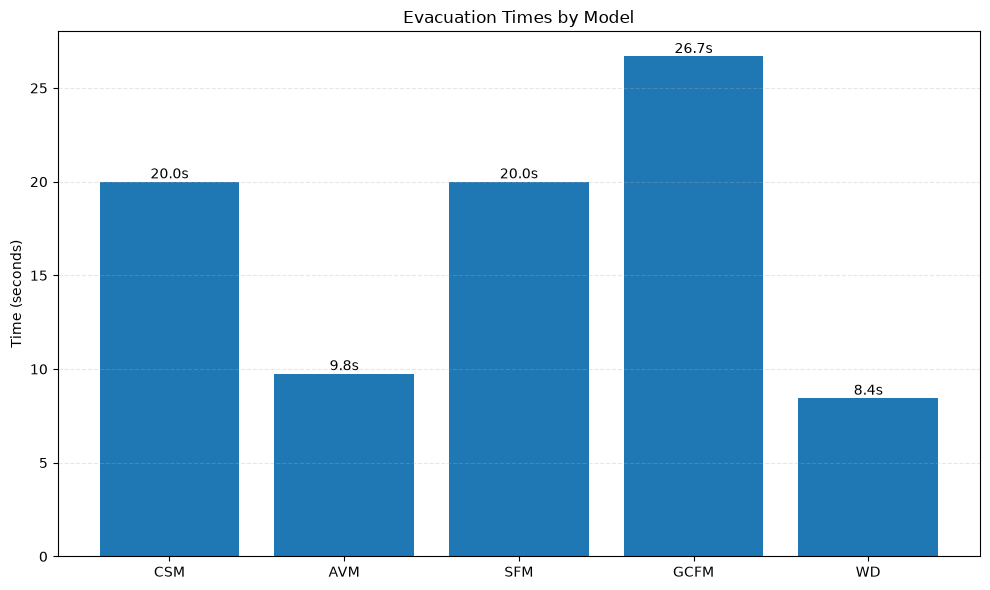 Evacuation Times by Model
Time (seconds)
25
20
15
10
5
0
20.0s
9.8s
20.0s
26.7s
8.4s
CSM
AVM
SFM
GCFM
WD